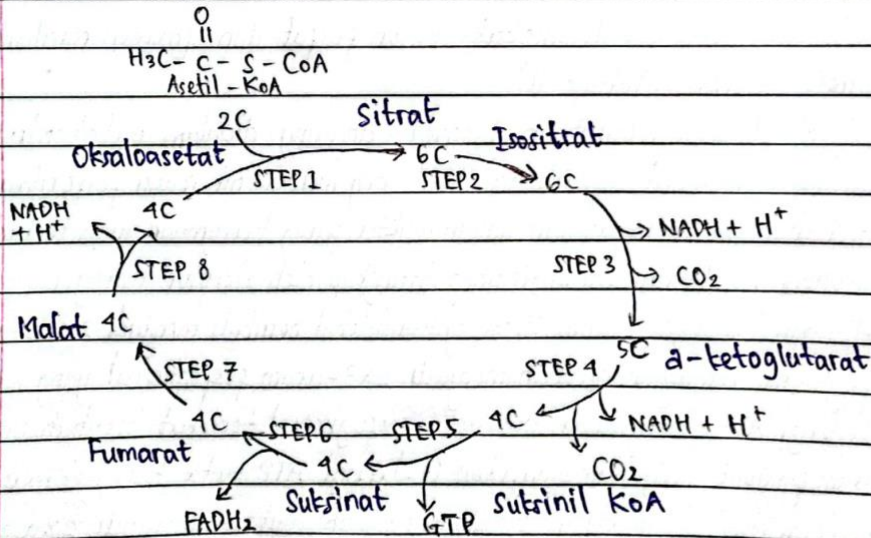 O
||
H₃C - C - S - CoA
Asetil - KoA
2C
Sitrat
Oksaloasetat
6C
Isositrat
STEP 1
STEP 2
6C
NADH
+ H⁺
4C
NADH + H⁺
STEP 8
STEP 3
CO₂
Malat 4C
5C a-ketoglutarat
STEP 7
STEP 4
4C
STEP 6
STEP 5
4C
NADH + H⁺
Fumarat
4C
CO₂
Suksinat
Suksinil KoA
FADH₂
GTP